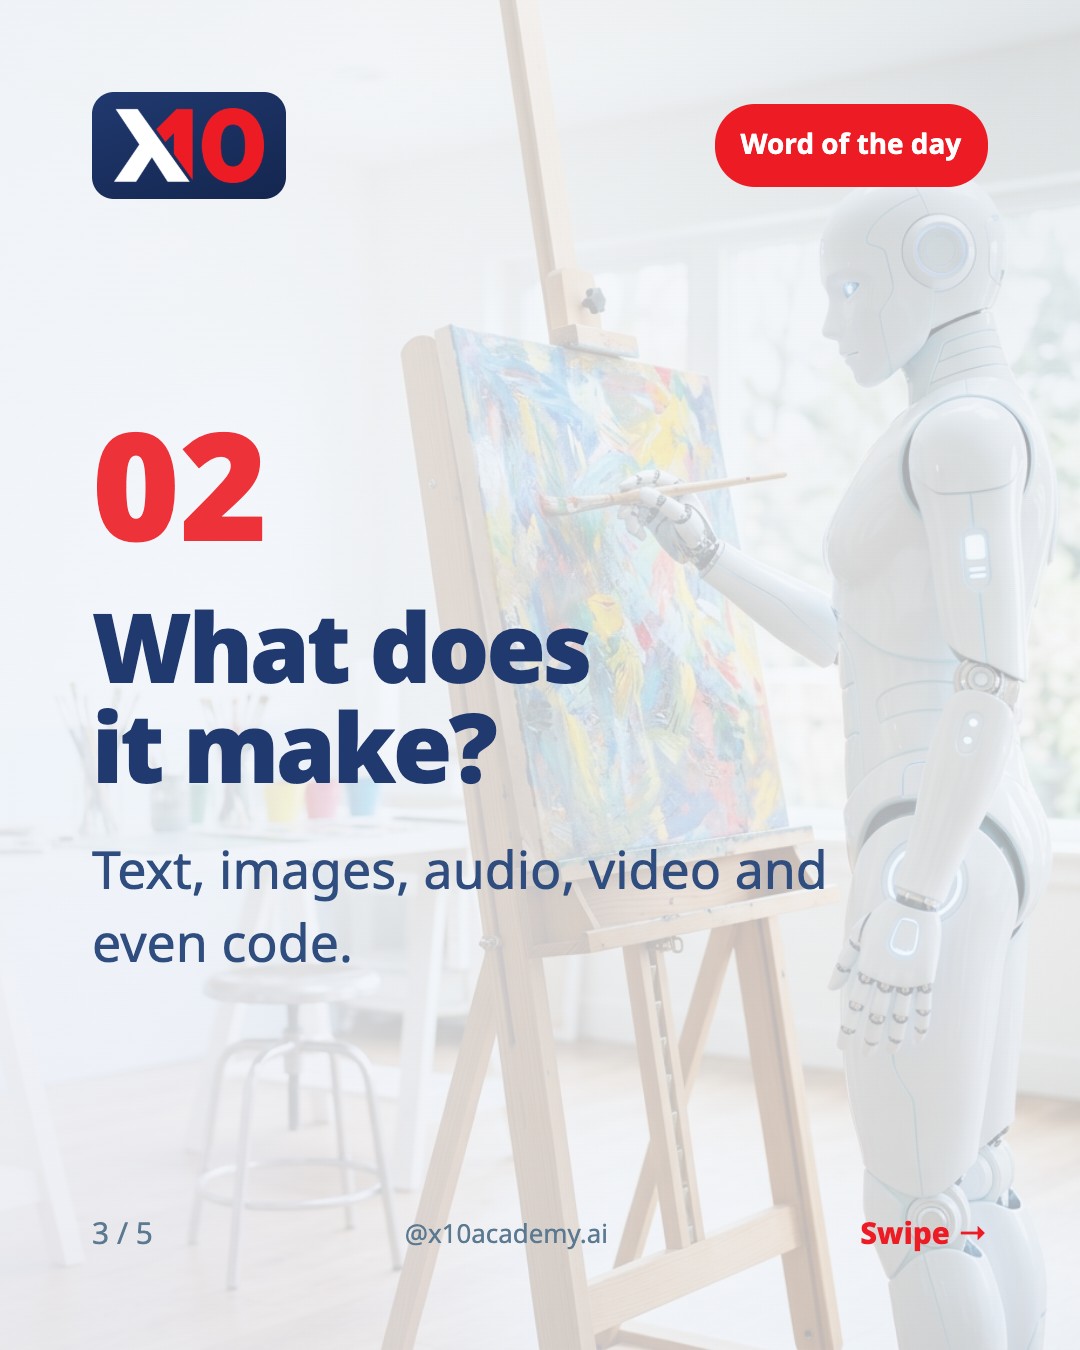 X10
Word of the day
02
What does
it make?
Text, images, audio, video and
even code.
3 / 5
@x10academy.ai
Swipe →